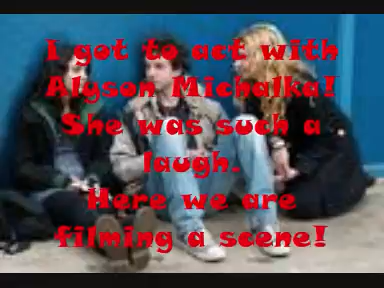 I got to act with
Alyson Michalka!
She was such a
laugh.
Here we are
filming a scene!